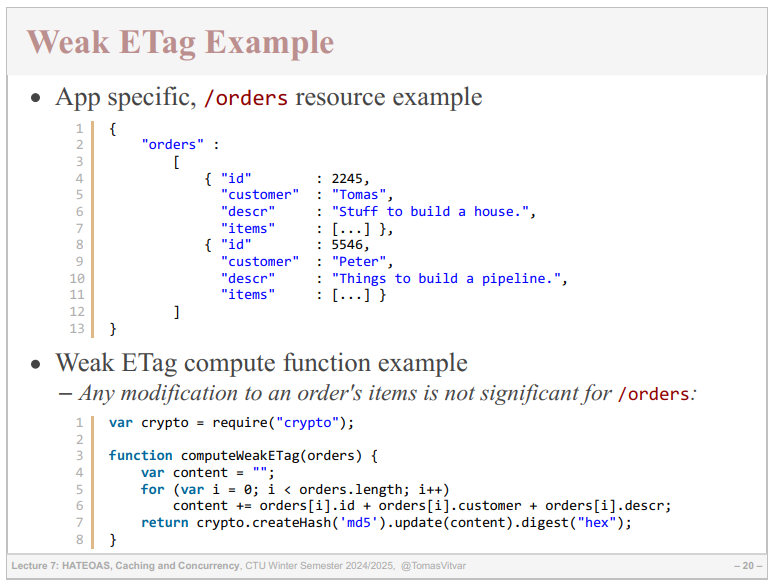 Weak ETag Example
• App specific, /orders resource example
1 {
2     "orders" :
3         [
4             { "id"        : 2245,
5               "customer"  : "Tomas",
6               "descr"     : "Stuff to build a house.",
7               "items"     : [...] },
8             { "id"        : 5546,
9               "customer"  : "Peter",
10               "descr"     : "Things to build a pipeline.",
11               "items"     : [...] }
12         ]
13 }
• Weak ETag compute function example
– Any modification to an order's items is not significant for /orders:
1 var crypto = require("crypto");
2
3 function computeWeakETag(orders) {
4     var content = "";
5     for (var i = 0; i < orders.length; i++)
6         content += orders[i].id + orders[i].customer + orders[i].descr;
7     return crypto.createHash('md5').update(content).digest("hex");
8 }
Lecture 7: HATEOAS, Caching and Concurrency, CTU Winter Semester 2024/2025, @TomasVitvar – 20 –